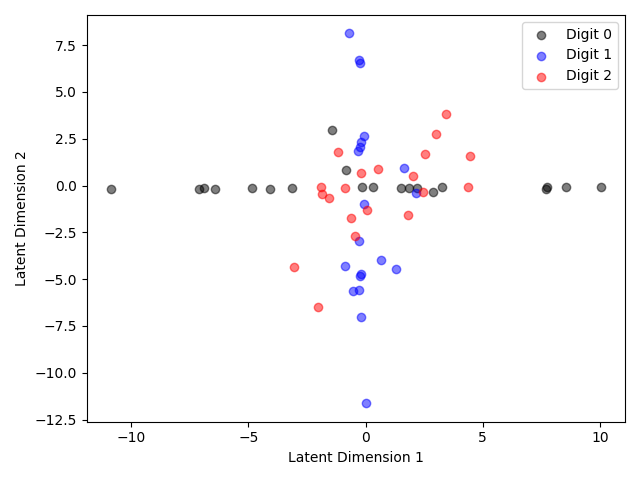 Digit 0
Digit 1
Digit 2
7.5
5.0
2.5
0.0
−2.5
−5.0
−7.5
−10.0
−12.5
Latent Dimension 2
−10
−5
0
5
10
Latent Dimension 1